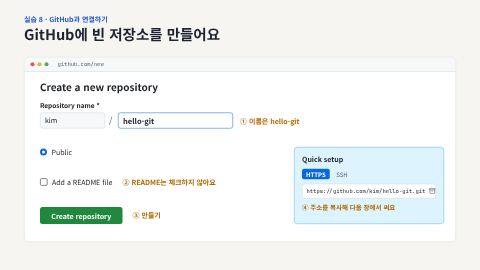 실습 8 · GitHub과 연결하기
GitHub에 빈 저장소를 만들어요
github.com/new
Create a new repository
Repository name *
kim / hello-git ① 이름은 hello-git
Public
Add a README file ② README는 체크하지 않아요
Create repository ③ 만들기
Quick setup
HTTPS SSH
https://github.com/kim/hello-git.git
④ 주소를 복사해 다음 장에서 써요